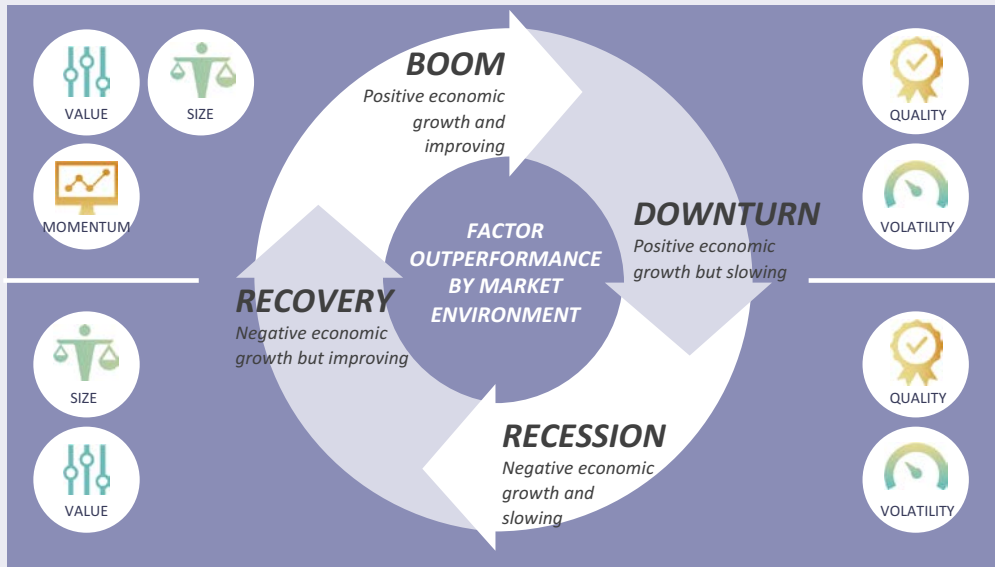 VALUE
SIZE
MOMENTUM
BOOM
Positive economic
growth and
improving
QUALITY
VOLATILITY
DOWNTURN
Positive economic
growth but slowing
FACTOR
OUTPERFORMANCE
BY MARKET
ENVIRONMENT
RECOVERY
Negative economic
growth but improving
SIZE
VALUE
RECESSION
Negative economic
growth and
slowing
QUALITY
VOLATILITY